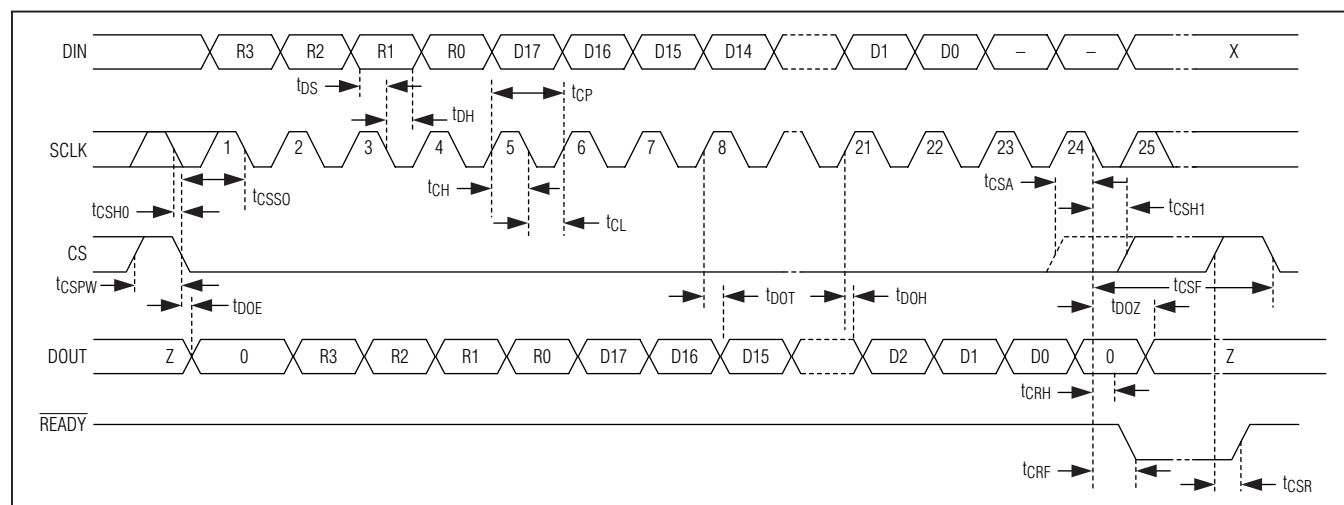 DIN R3 R2 R1 R0 D17 D16 D15 D14 D1 D0 – – X
tDS tDH tCP
SCLK 1 2 3 4 5 6 7 8 21 22 23 24 25
tCSH0 tCSSO tCH tCL tCSA tCSH1
CS
tCSPW tDOE tDOT tDOH tCSF tDOZ
DOUT Z 0 R3 R2 R1 R0 D17 D16 D15 D2 D1 D0 0 Z
tCRH
READY
tCRF tCSR